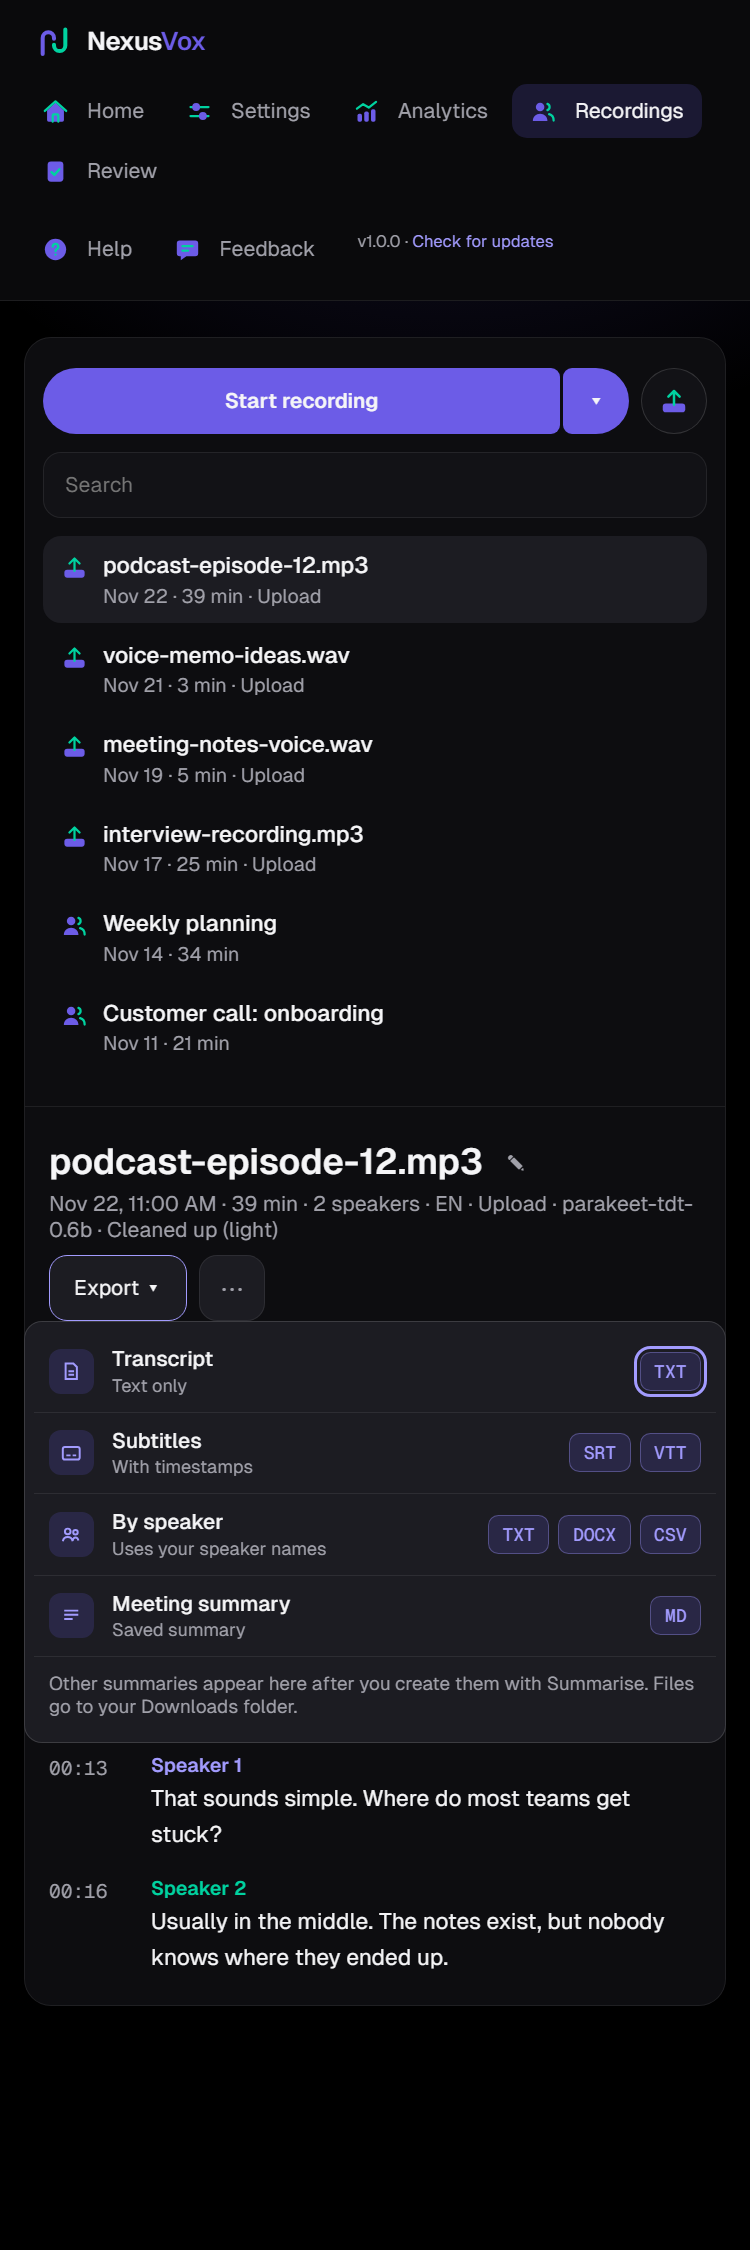 NexusVox
Home
Settings
Analytics
Recordings
Review
Help
Feedback
v1.0.0 · Check for updates
Start recording
Search
podcast-episode-12.mp3
Nov 22 · 39 min · Upload
voice-memo-ideas.wav
Nov 21 · 3 min · Upload
meeting-notes-voice.wav
Nov 19 · 5 min · Upload
interview-recording.mp3
Nov 17 · 25 min · Upload
Weekly planning
Nov 14 · 34 min
Customer call: onboarding
Nov 11 · 21 min
podcast-episode-12.mp3
Nov 22, 11:00 AM · 39 min · 2 speakers · EN · Upload · parakeet-tdt-
0.6b · Cleaned up (light)
Export
...
Transcript
Text only
TXT
Subtitles
With timestamps
SRT
VTT
By speaker
Uses your speaker names
TXT
DOCX
CSV
Meeting summary
Saved summary
MD
Other summaries appear here after you create them with Summarise. Files
go to your Downloads folder.
00:13
Speaker 1
That sounds simple. Where do most teams get
stuck?
00:16
Speaker 2
Usually in the middle. The notes exist, but nobody
knows where they ended up.